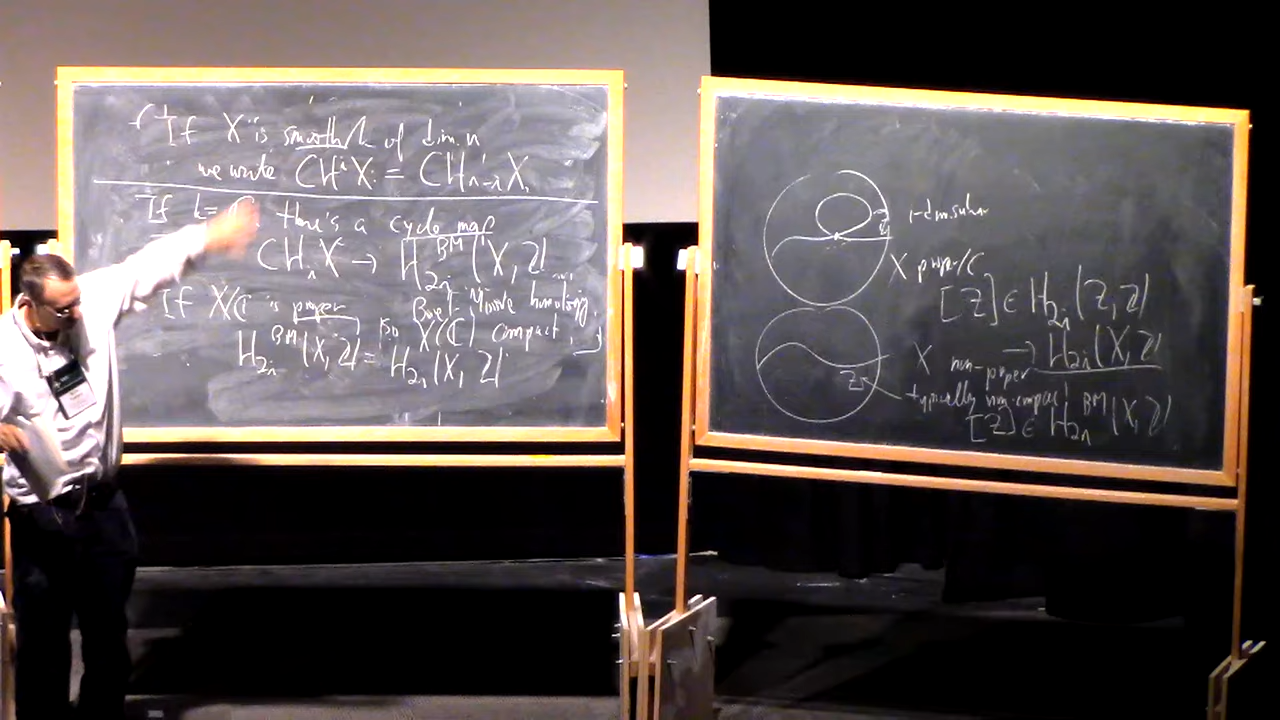 If X is smooth/k of dim. n
we write CH^i X = CH_{n-i} X.
If k = ℂ, there's a cycle map
CH_i X → H_{2i}^{BM}(X, ℤ)
Borel-Moore homology
If X/ℂ is proper
so X(ℂ) compact,
H_{2i}^{BM}(X, ℤ) = H_{2i}(X, ℤ)
1-dim. subvar
Z
X proper/ℂ
[Z] ∈ H_{2i}(Z, ℤ)
→ H_{2i}(X, ℤ)
X non-proper
Z
typically non-compact
[Z] ∈ H_{2i}^{BM}(X, ℤ)